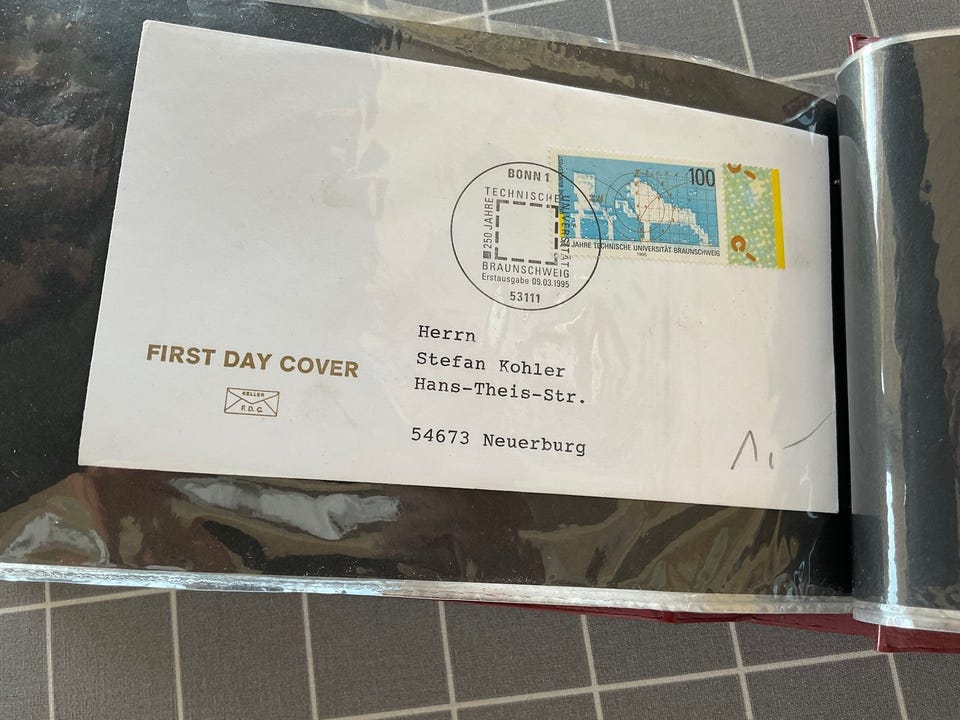 BONN 1
TECHNISCHE
UNIVERSITÄT
250 JAHRE
BRAUNSCHWEIG
Erstausgabe 09.03.1995
53111
100
JAHRE TECHNISCHE UNIVERSITÄT BRAUNSCHWEIG
1995
FIRST DAY COVER
KELLER
F.D.C.
Herrn
Stefan Kohler
Hans-Theis-Str.
54673 Neuerburg